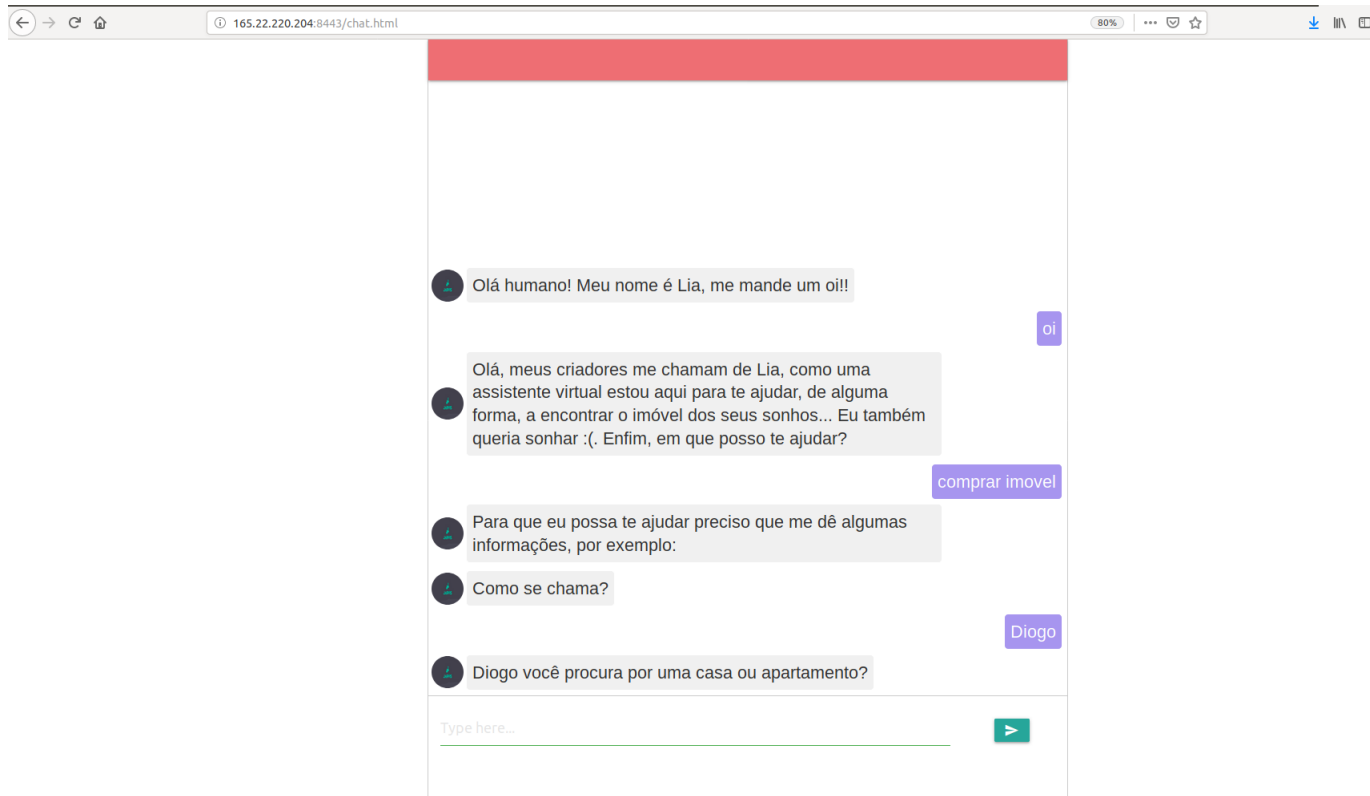 165.22.220.204:8443/chat.html
80%
Olá humano! Meu nome é Lia, me mande um oi!!
oi
Olá, meus criadores me chamam de Lia, como uma
assistente virtual estou aqui para te ajudar, de alguma
forma, a encontrar o imóvel dos seus sonhos... Eu também
queria sonhar :(. Enfim, em que posso te ajudar?
comprar imovel
Para que eu possa te ajudar preciso que me dê algumas
informações, por exemplo:
Como se chama?
Diogo
Diogo você procura por uma casa ou apartamento?
Type here...